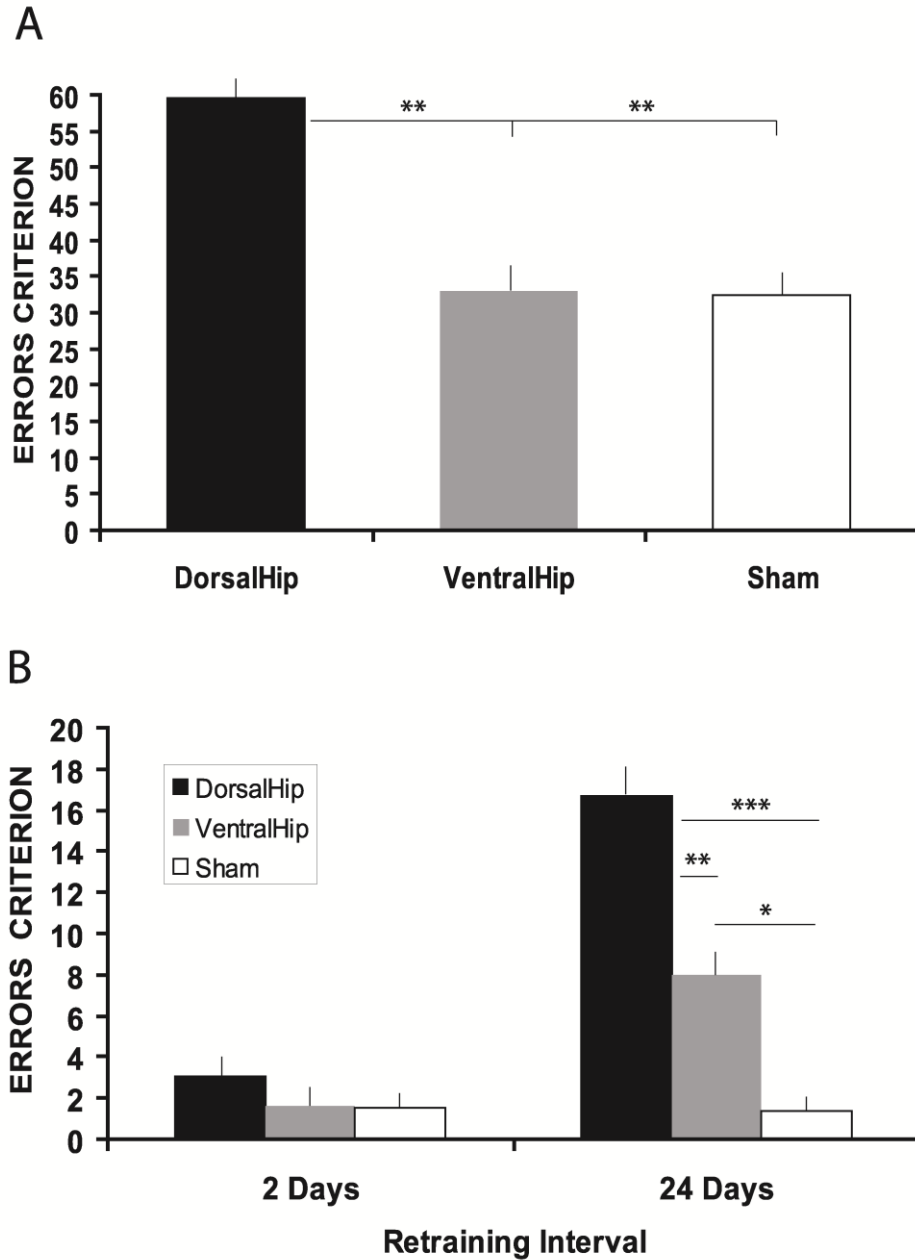 A
ERRORS CRITERION
60
55
50
45
40
35
30
25
20
15
10
5
0
** **
DorsalHip VentralHip Sham
B
ERRORS CRITERION
20
18
16
14
12
10
8
6
4
2
0
DorsalHip
VentralHip
Sham
***
**
*
2 Days 24 Days
Retraining Interval